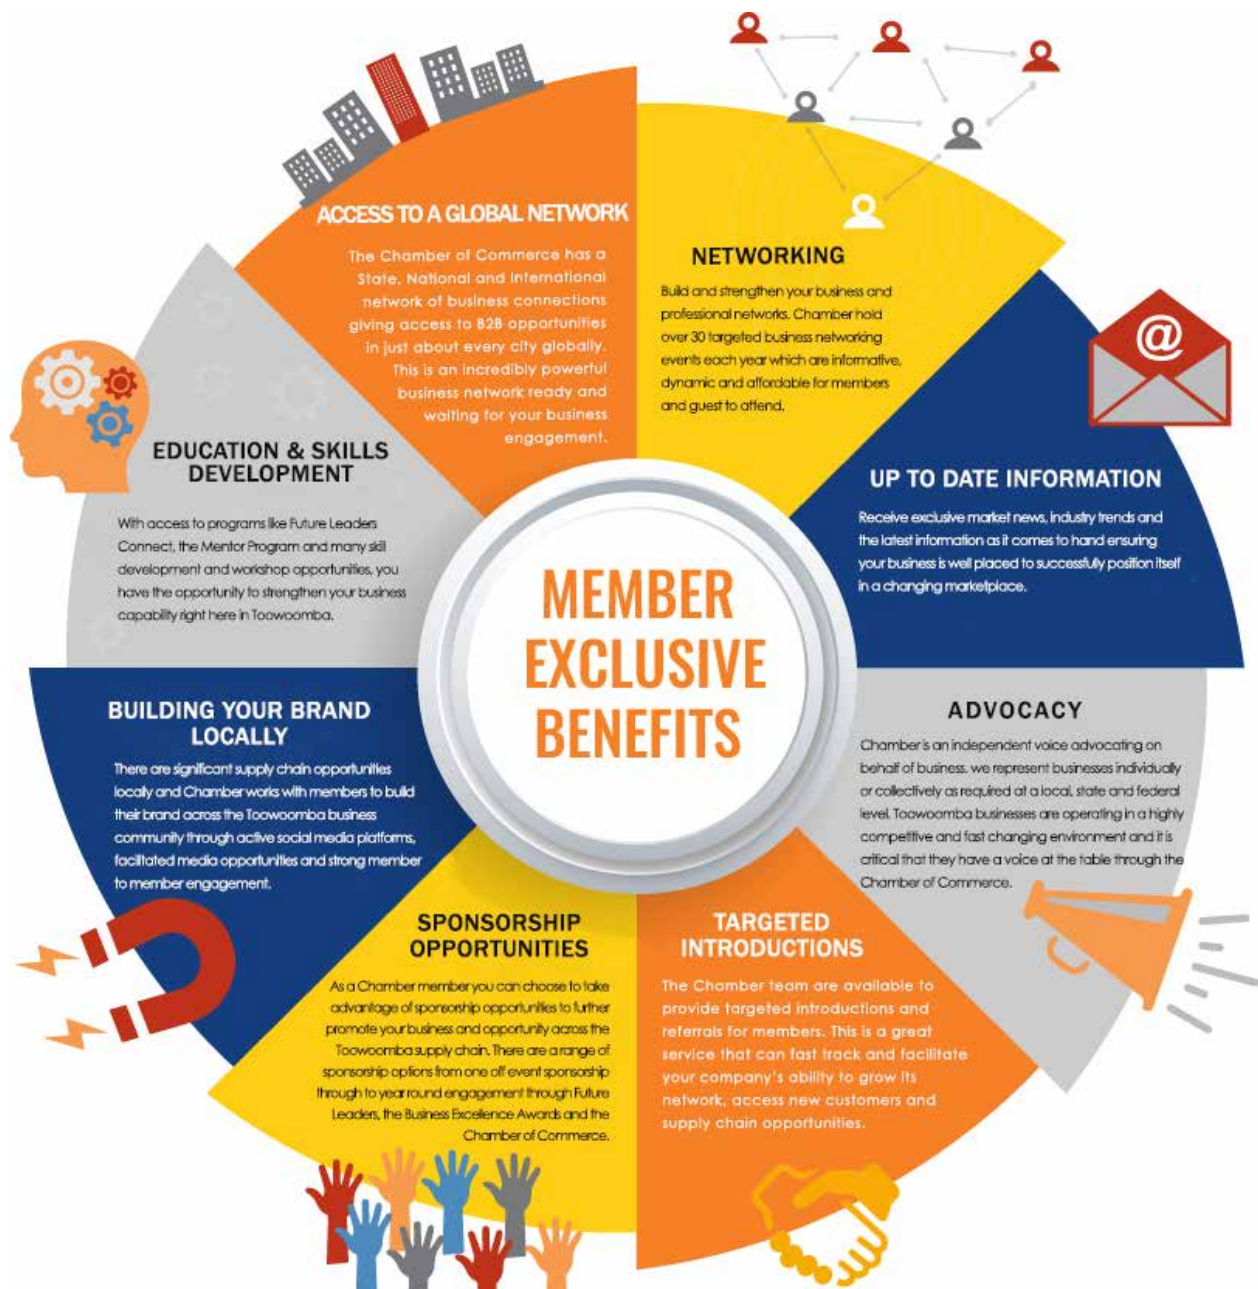 ACCESS TO A GLOBAL NETWORK
The Chamber of Commerce has a
State, National and International
network of business connections
giving access to B2B opportunities
in just about every city globally.
This is an incredibly powerful
business network ready and
waiting for your business
engagement.
NETWORKING
Build and strengthen your business and
professional networks. Chamber hold
over 30 targeted business networking
events each year which are informative,
dynamic and affordable for members
and guest to attend.
@
UP TO DATE INFORMATION
Receive exclusive market news, industry trends and
the latest information as it comes to hand ensuring
your business is well placed to successfully position itself
in a changing marketplace.
ADVOCACY
Chamber is an independent voice advocating on
behalf of business. we represent businesses individually
or collectively as required at a local, state and federal
level. Toowoomba businesses are operating in a highly
competitive and fast changing environment and it is
critical that they have a voice at the table through the
Chamber of Commerce.
TARGETED
INTRODUCTIONS
The Chamber team are available to
provide targeted introductions and
referrals for members. This is a great
service that can fast track and facilitate
your company's ability to grow its
network, access new customers and
supply chain opportunities.
SPONSORSHIP
OPPORTUNITIES
As a Chamber member you can choose to take
advantage of sponsorship opportunities to further
promote your business and opportunity across the
Toowoomba supply chain. There are a range of
sponsorship options from one off event sponsorship
through to year round engagement through Future
Leaders, the Business Excellence Awards and the
Chamber of Commerce.
BUILDING YOUR BRAND
LOCALLY
There are significant supply chain opportunities
locally and Chamber works with members to build
their brand across the Toowoomba business
community through active social media platforms,
facilitated media opportunities and strong member
to member engagement.
EDUCATION & SKILLS
DEVELOPMENT
With access to programs like Future Leaders
Connect, the Mentor Program and many skill
development and workshop opportunities, you
have the opportunity to strengthen your business
capability right here in Toowoomba.
MEMBER
EXCLUSIVE
BENEFITS